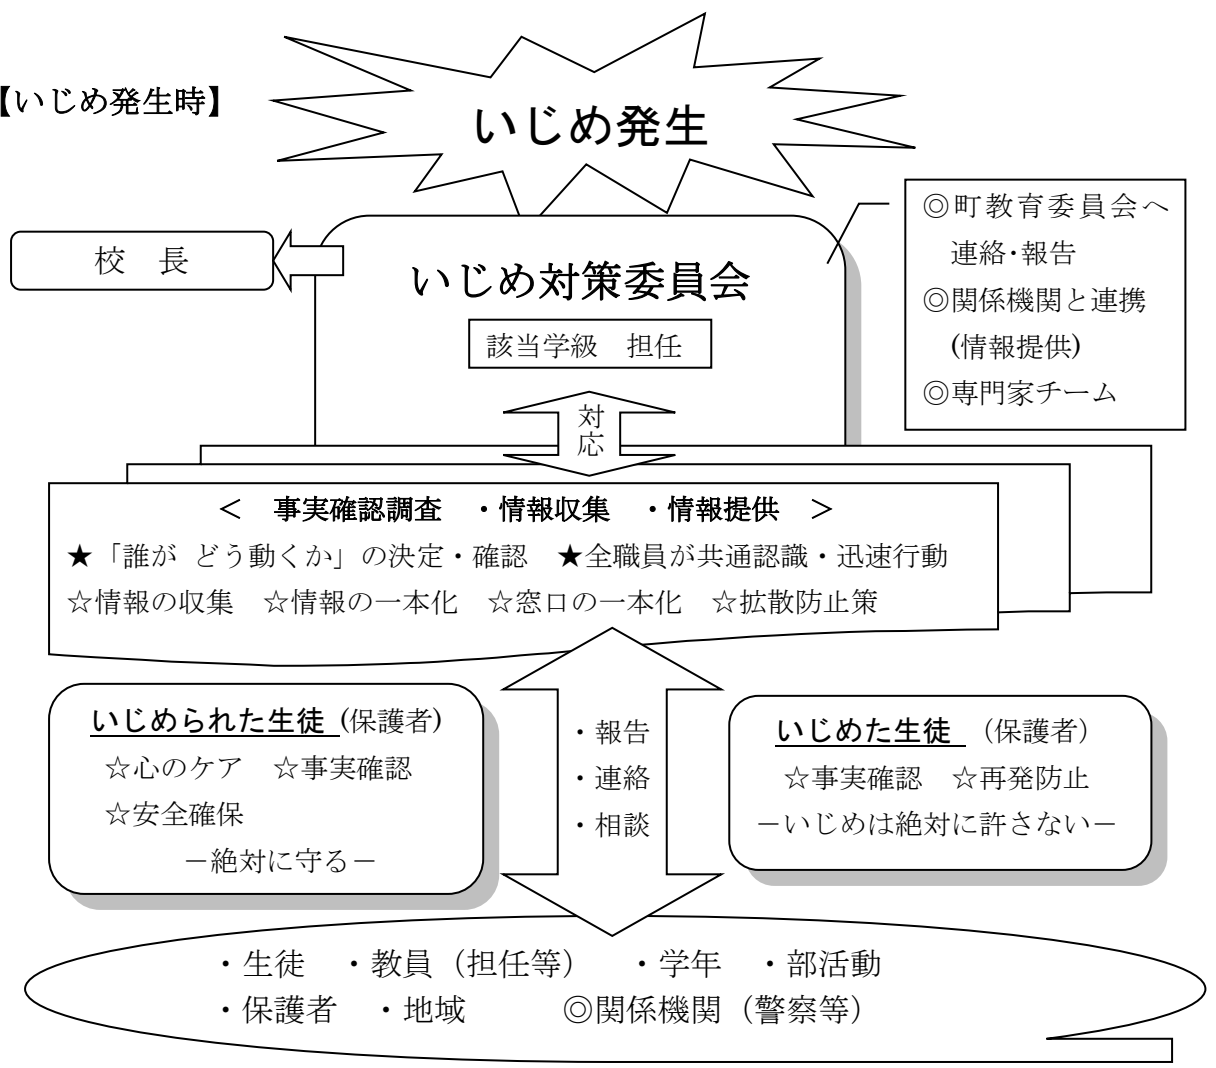 【いじめ発生時】
いじめ発生
校　長
いじめ対策委員会
該当学級　担任
◎町教育委員会へ
連絡･報告
◎関係機関と連携
(情報提供)
◎専門家チーム
対応
＜　事実確認調査　・情報収集　・情報提供　＞
★「誰が どう動くか」の決定・確認　★全職員が共通認識・迅速行動
☆情報の収集　☆情報の一本化　☆窓口の一本化　☆拡散防止策
いじめられた生徒 (保護者)
☆心のケア　☆事実確認
☆安全確保
－絶対に守る－
・報告
・連絡
・相談
いじめた生徒 （保護者）
☆事実確認　☆再発防止
－いじめは絶対に許さない－
・生徒　・教員（担任等）　・学年　・部活動
・保護者　・地域　　　◎関係機関（警察等）